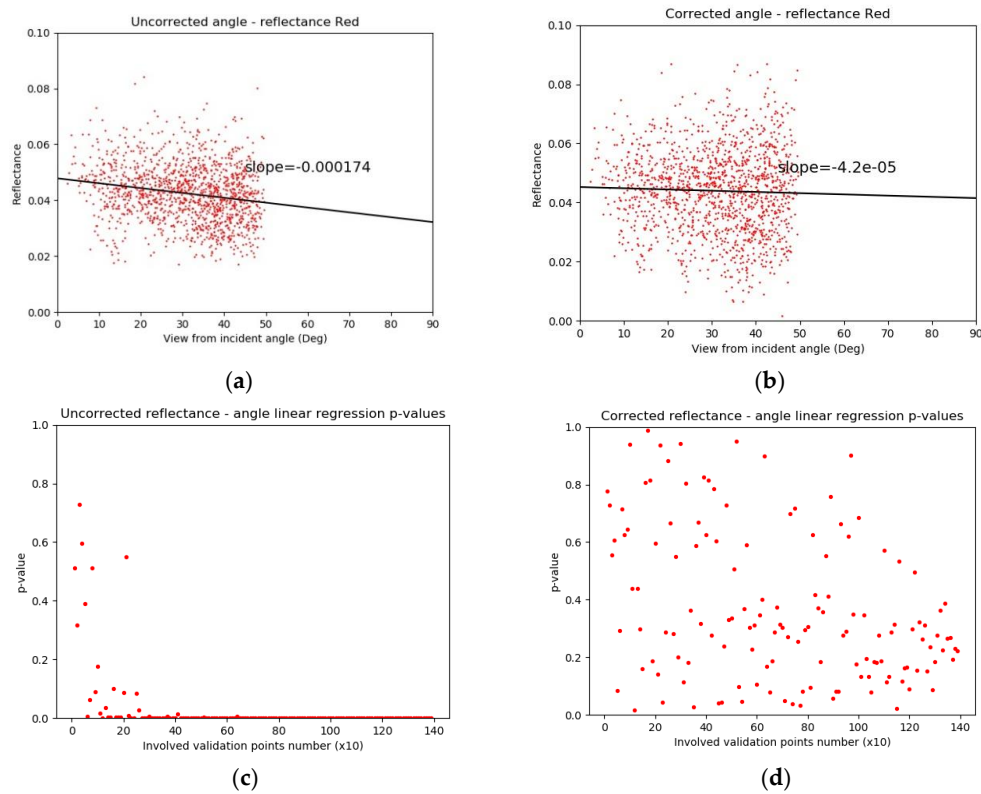 Uncorrected angle - reflectance Red
0.10
0.08
0.06
0.04
0.02
0.00
Reflectance
slope=-0.000174
0 10 20 30 40 50 60 70 80 90
View from incident angle (Deg)
(a)
Corrected angle - reflectance Red
0.10
0.08
0.06
0.04
0.02
0.00
Reflectance
slope=-4.2e-05
0 10 20 30 40 50 60 70 80 90
View from incident angle (Deg)
(b)
Uncorrected reflectance - angle linear regression p-values
1.0
0.8
0.6
0.4
0.2
0.0
p-value
0 20 40 60 80 100 120 140
Involved validation points number (x10)
(c)
Corrected reflectance - angle linear regression p-values
1.0
0.8
0.6
0.4
0.2
0.0
p-value
0 20 40 60 80 100 120 140
Involved validation points number (x10)
(d)